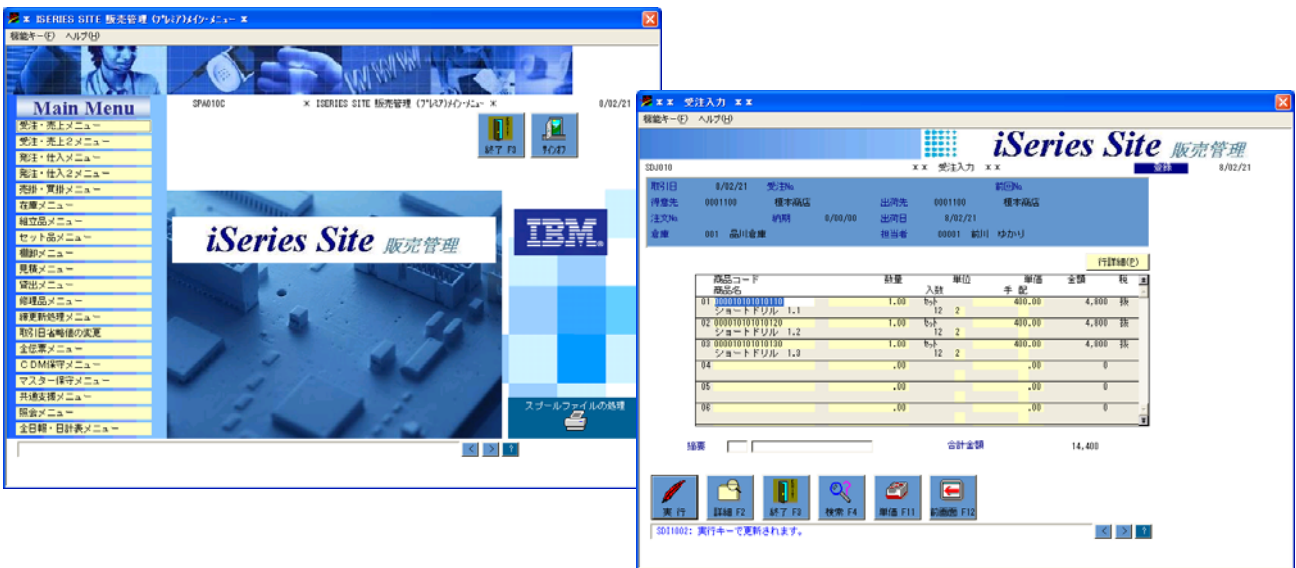 ※ ISERIES SITE 販売管理 (ﾌﾟﾚﾐｱ)ﾒｲﾝ･ﾒﾆｭｰ ※
機能キー(F) ヘルプ(H)
Main Menu
SPA010C ※ ISERIES SITE 販売管理 (ﾌﾟﾚﾐｱ)ﾒｲﾝ･ﾒﾆｭｰ ※ 8/02/21
終了 F3 ｻｲﾝｵﾌ
受注・売上メニュー
受注・売上2メニュー
発注・仕入メニュー
発注・仕入2メニュー
売掛・買掛メニュー
在庫メニュー
組立品メニュー
セット品メニュー
棚卸メニュー
見積メニュー
貸出メニュー
修理品メニュー
締更新処理メニュー
取引日省略値の変更
全伝票メニュー
CDM保守メニュー
マスター保守メニュー
共通支援メニュー
照会メニュー
全日報・日計表メニュー
iSeries Site 販売管理
IBM
スプールファイルの処理
< > ↑
※※ 受注入力 ※※
機能キー(F) ヘルプ(H)
iSeries Site 販売管理
SDJ010 ※※ 受注入力 ※※ 登録 8/02/21
取引日 8/02/21 受注No 前回No
得意先 0001100 榎本商店 出荷先 0001100 榎本商店
注文No 納期 0/00/00 出荷日 8/02/21
倉庫 001 品川倉庫 担当者 00001 前川 ゆかり
行詳細(P)
商品コード 数量 単位 単価 金額 税
商品名 入数 手配
01 000010101010110 1.00 ｾｯﾄ 400.00 4,800 抜
ショートドリル 1.1 12 2
02 000010101010120 1.00 ｾｯﾄ 400.00 4,800 抜
ショートドリル 1.2 12 2
03 000010101010130 1.00 ｾｯﾄ 400.00 4,800 抜
ショートドリル 1.3 12 2
04 .00 .00 0
05 .00 .00 0
06 .00 .00 0
摘要 合計金額 14,400
実行 詳細 F2 終了 F3 検索 F4 単価 F11 前画面 F12
SDI1002: 実行キーで更新されます。
< > ↑